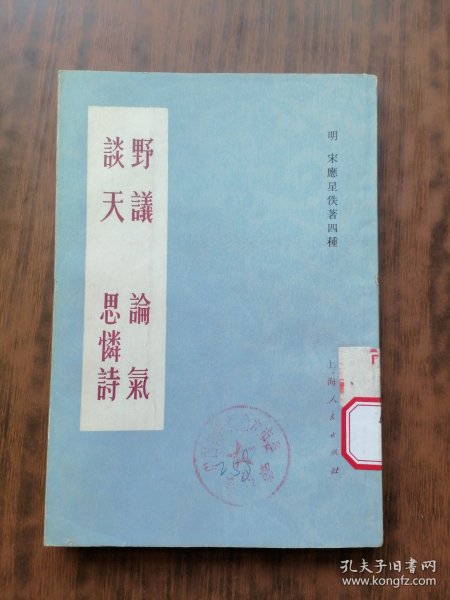 明 宋應星佚著四種
野議 論氣
談天 思憐詩
上海人民出版社
孔夫子旧书网
www.kongfz.com